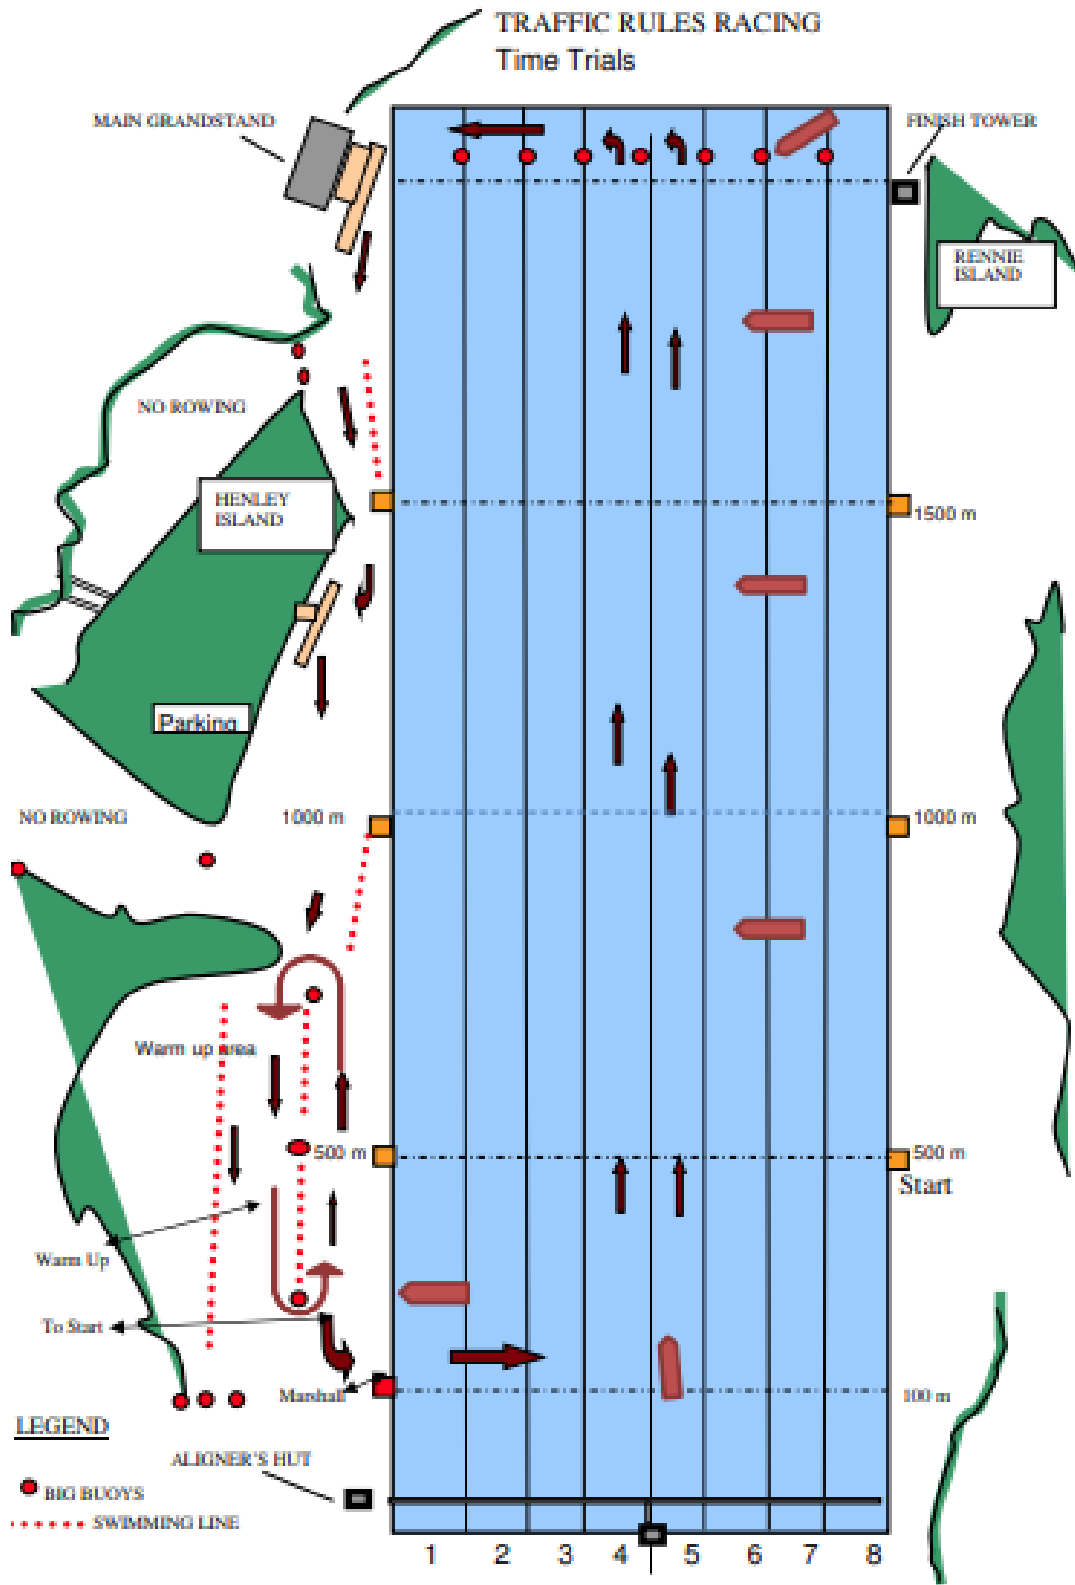 TRAFFIC RULES RACING
Time Trials
MAIN GRANDSTAND
FINISH TOWER
RENNIE
ISLAND
NO ROWING
HENLEY
ISLAND
1500 m
Parking
NO ROWING
1000 m
1000 m
Warm up area
500 m
500 m
Start
Warm Up
To Start
Marshall
100 m
LEGEND
ALIGNER'S HUT
BIG BUOYS
SWIMMING LINE
1 2 3 4 5 6 7 8